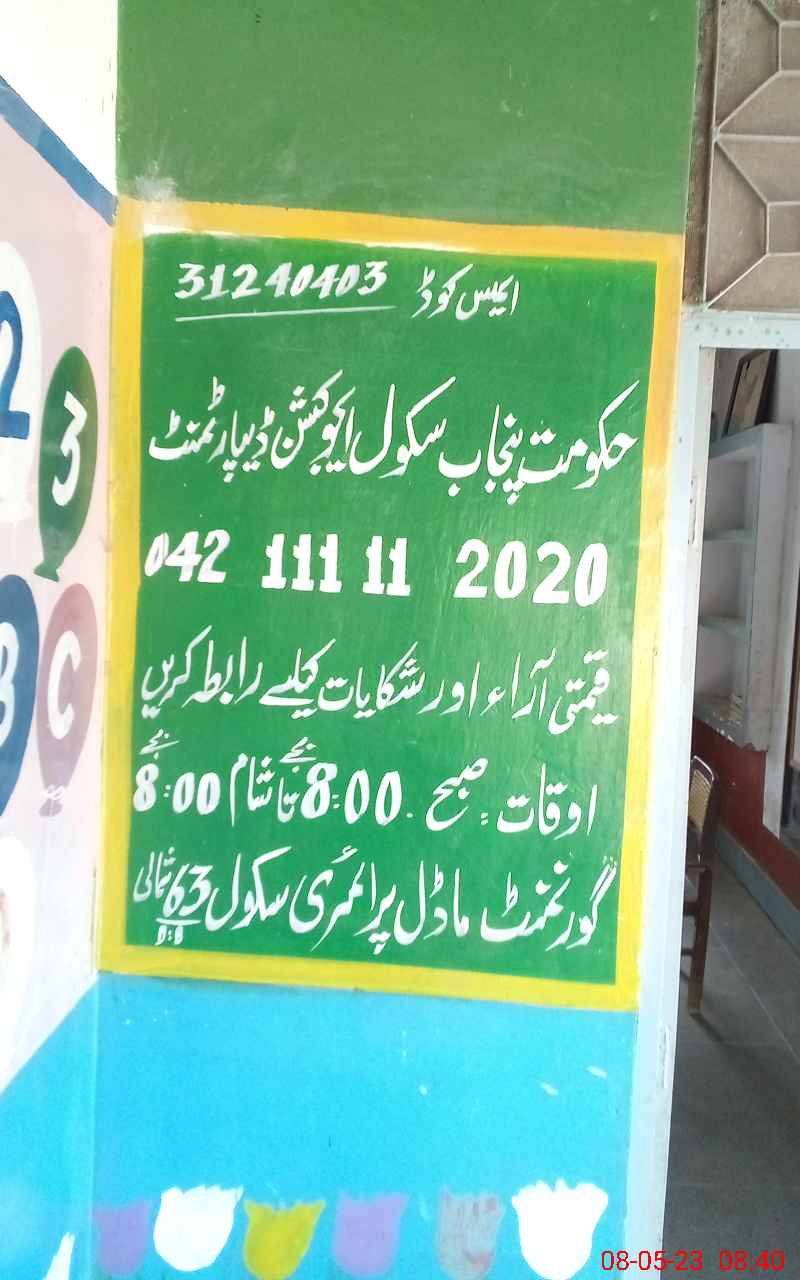 ایمیس کوڈ 31240403
حکومت پنجاب سکول ایجوکیشن ڈیپارٹمنٹ
042 111 11 2020
قیمتی آراء اور شکایات کیلئے رابطہ کریں
اوقات = صبح 8:00 بجے تا شام 8:00 بجے
گورنمنٹ ماڈل پرائمری سکول 63 شمالی
2
3
B
C
08-05-23 08:40